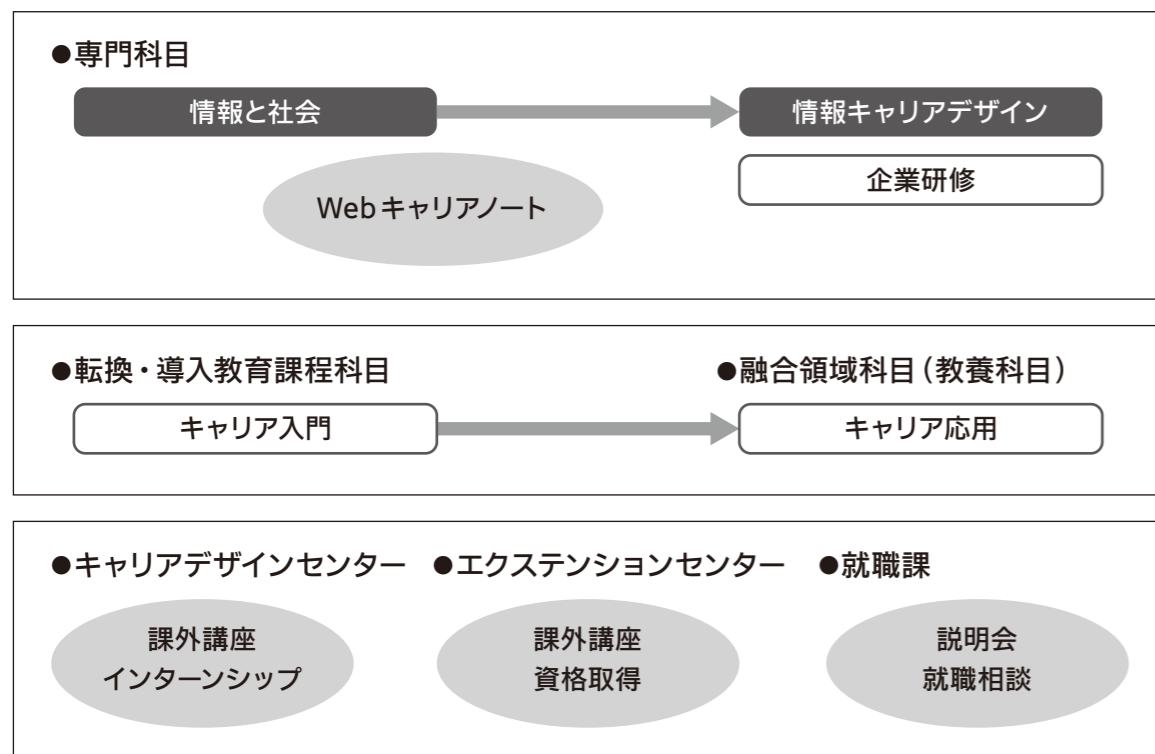 ●専門科目
情報と社会
情報キャリアデザイン
企業研修
Webキャリアノート
●転換・導入教育課程科目
●融合領域科目（教養科目）
キャリア入門
キャリア応用
●キャリアデザインセンター
●エクステンションセンター
●就職課
課外講座
インターンシップ
課外講座
資格取得
説明会
就職相談